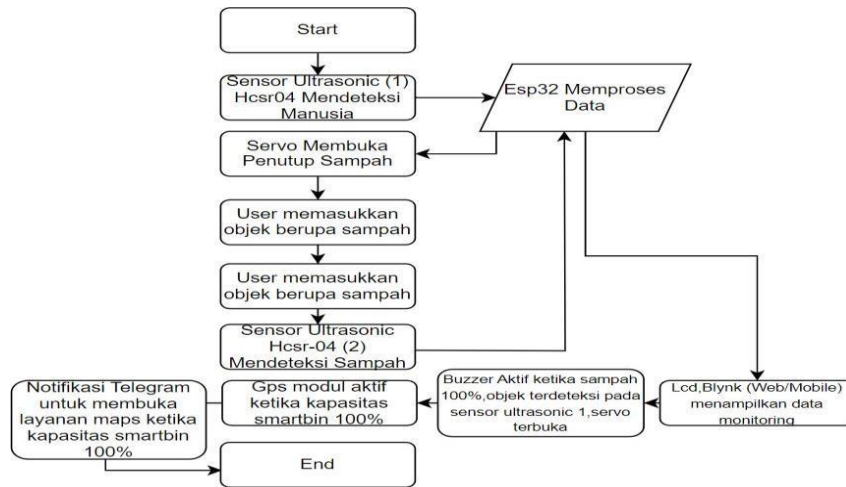 Start
Sensor Ultrasonic (1)
Hcsr04 Mendeteksi
Manusia
Esp32 Memproses
Data
Servo Membuka
Penutup Sampah
User memasukkan
objek berupa sampah
User memasukkan
objek berupa sampah
Sensor Ultrasonic
Hcsr-04 (2)
Mendeteksi Sampah
Lcd,Blynk (Web/Mobile)
menampilkan data
monitoring
Buzzer Aktif ketika sampah
100%,objek terdeteksi pada
sensor ultrasonic 1,servo
terbuka
Gps modul aktif
ketika kapasitas
smartbin 100%
Notifikasi Telegram
untuk membuka
layanan maps ketika
kapasitas smartbin
100%
End